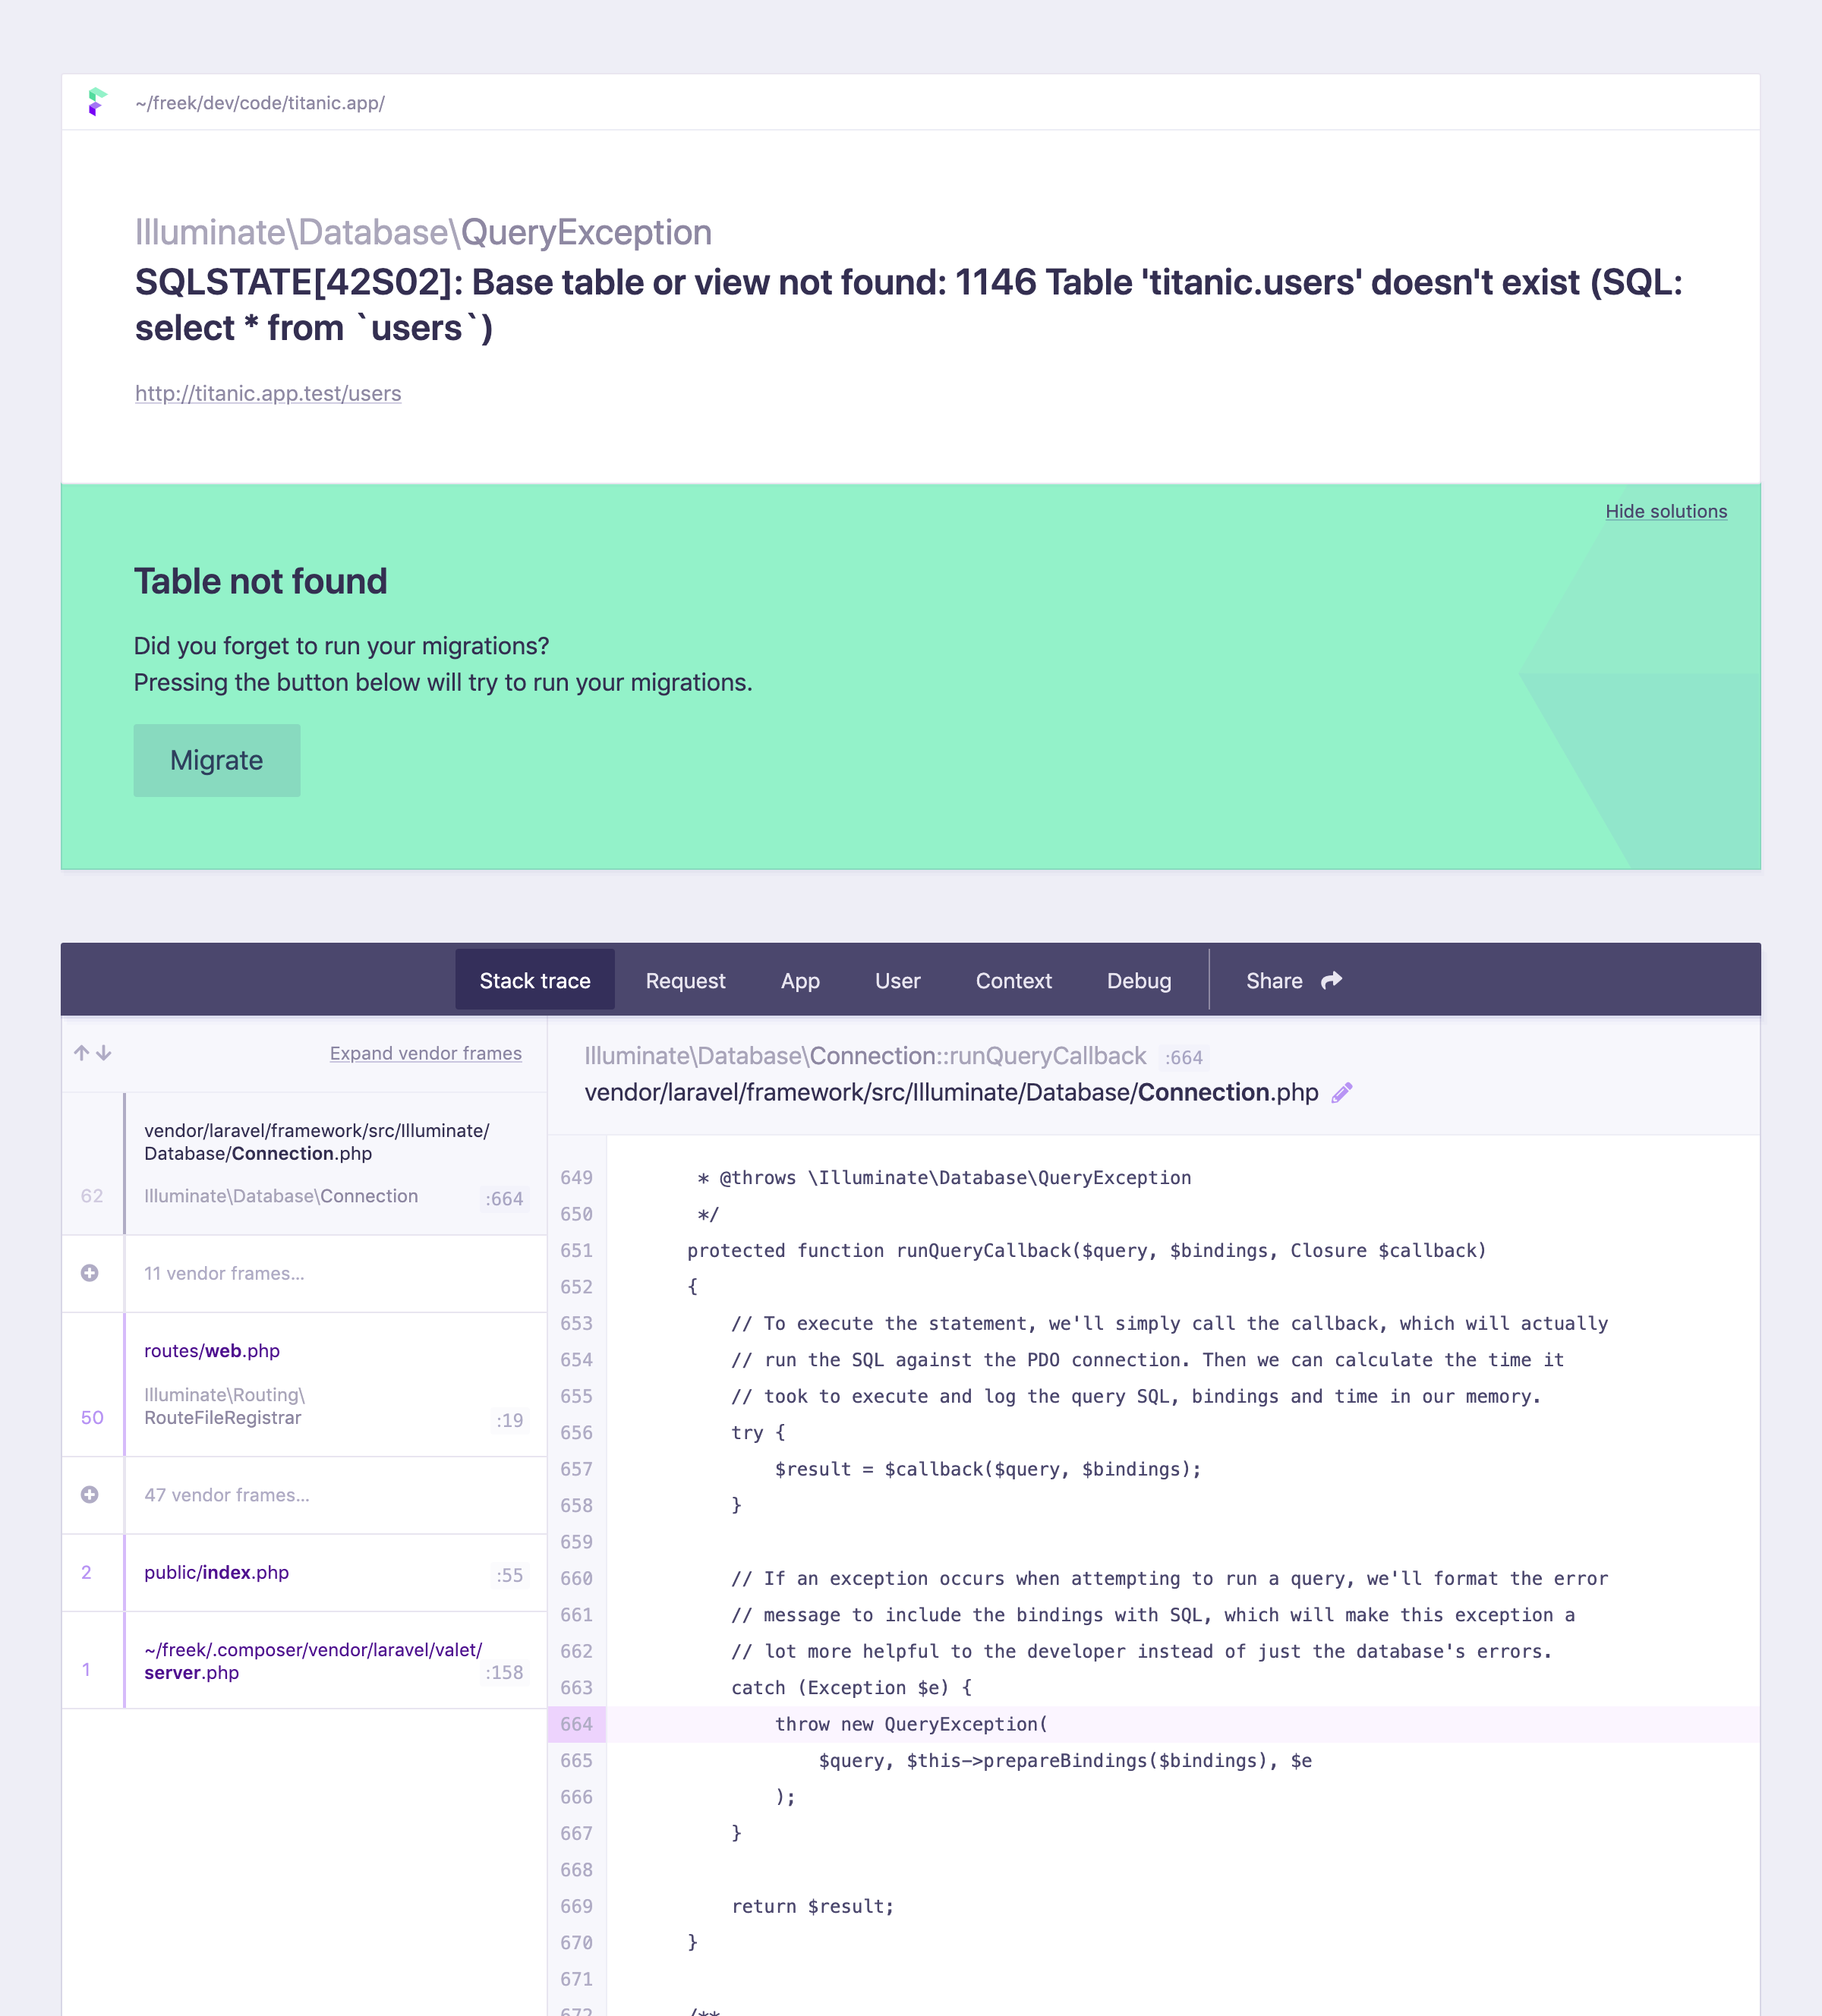 ~/freek/dev/code/titanic.app/
Illuminate\Database\QueryException
SQLSTATE[42S02]: Base table or view not found: 1146 Table 'titanic.users' doesn't exist (SQL:
select * from `users`)
http://titanic.app.test/users
Hide solutions
Table not found
Did you forget to run your migrations?
Pressing the button below will try to run your migrations.
Migrate
Stack trace Request App User Context Debug Share
Expand vendor frames
vendor/laravel/framework/src/Illuminate/
Database/Connection.php
62 Illuminate\Database\Connection :664
11 vendor frames...
routes/web.php
Illuminate\Routing\
50 RouteFileRegistrar :19
47 vendor frames...
2 public/index.php :55
~/freek/.composer/vendor/laravel/valet/
1 server.php :158
Illuminate\Database\Connection::runQueryCallback :664
vendor/laravel/framework/src/Illuminate/Database/Connection.php
649 * @throws \Illuminate\Database\QueryException
650 */
651 protected function runQueryCallback($query, $bindings, Closure $callback)
652 {
653 // To execute the statement, we'll simply call the callback, which will actually
654 // run the SQL against the PDO connection. Then we can calculate the time it
655 // took to execute and log the query SQL, bindings and time in our memory.
656 try {
657 $result = $callback($query, $bindings);
658 }
659
660 // If an exception occurs when attempting to run a query, we'll format the error
661 // message to include the bindings with SQL, which will make this exception a
662 // lot more helpful to the developer instead of just the database's errors.
663 catch (Exception $e) {
664 throw new QueryException(
665 $query, $this->prepareBindings($bindings), $e
666 );
667 }
668
669 return $result;
670 }
671
672 /**